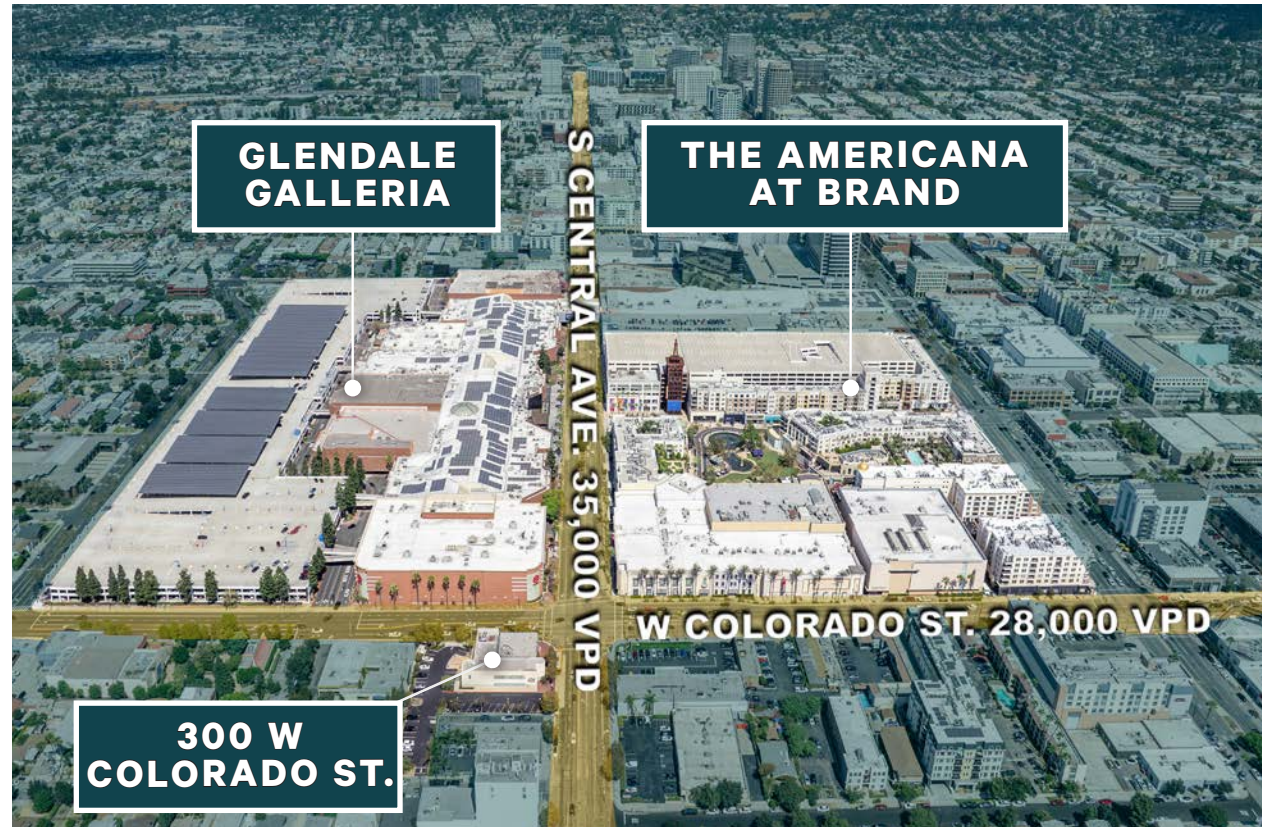 GLENDALE
GALLERIA
THE AMERICANA
AT BRAND
S CENTRAL AVE. 35,000 VPD
W COLORADO ST. 28,000 VPD
300 W
COLORADO ST.